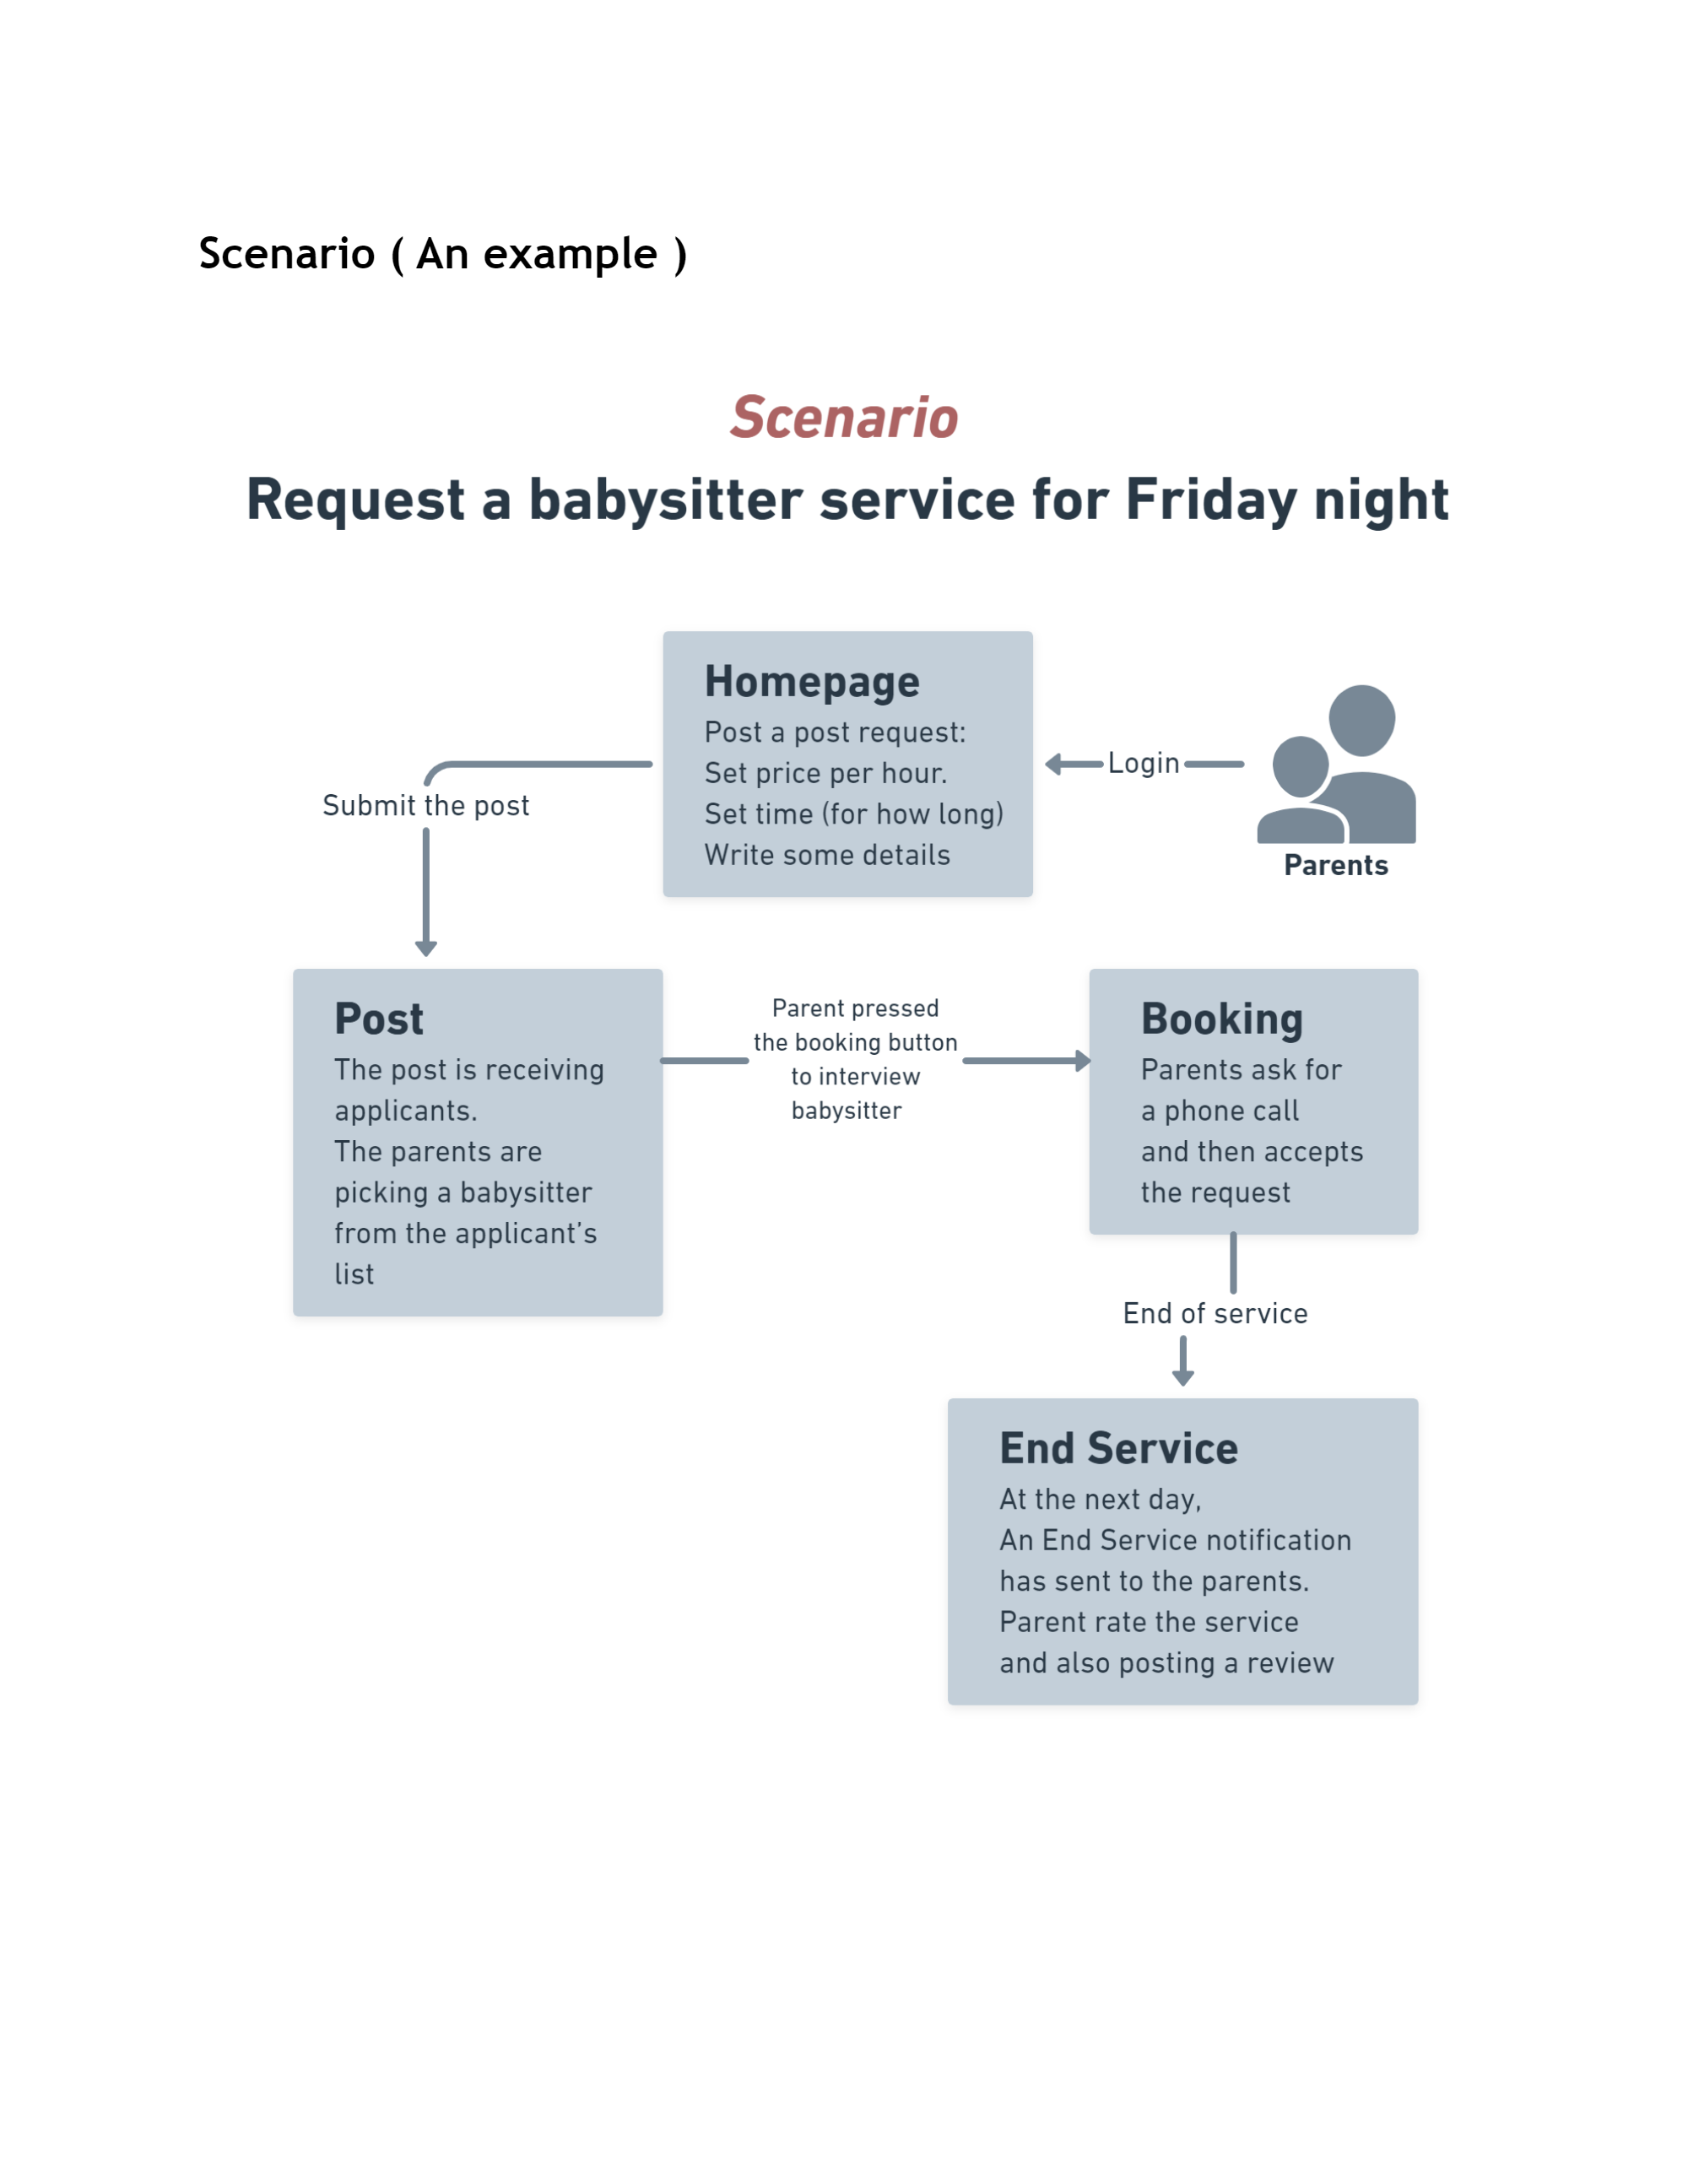 Scenario ( An example )
Scenario
Request a babysitter service for Friday night
Homepage
Post a post request:
Set price per hour.
Set time (for how long)
Write some details
Login
Parents
Submit the post
Post
The post is receiving
applicants.
The parents are
picking a babysitter
from the applicant’s
list
Parent pressed
the booking button
to interview
babysitter
Booking
Parents ask for
a phone call
and then accepts
the request
End of service
End Service
At the next day,
An End Service notification
has sent to the parents.
Parent rate the service
and also posting a review